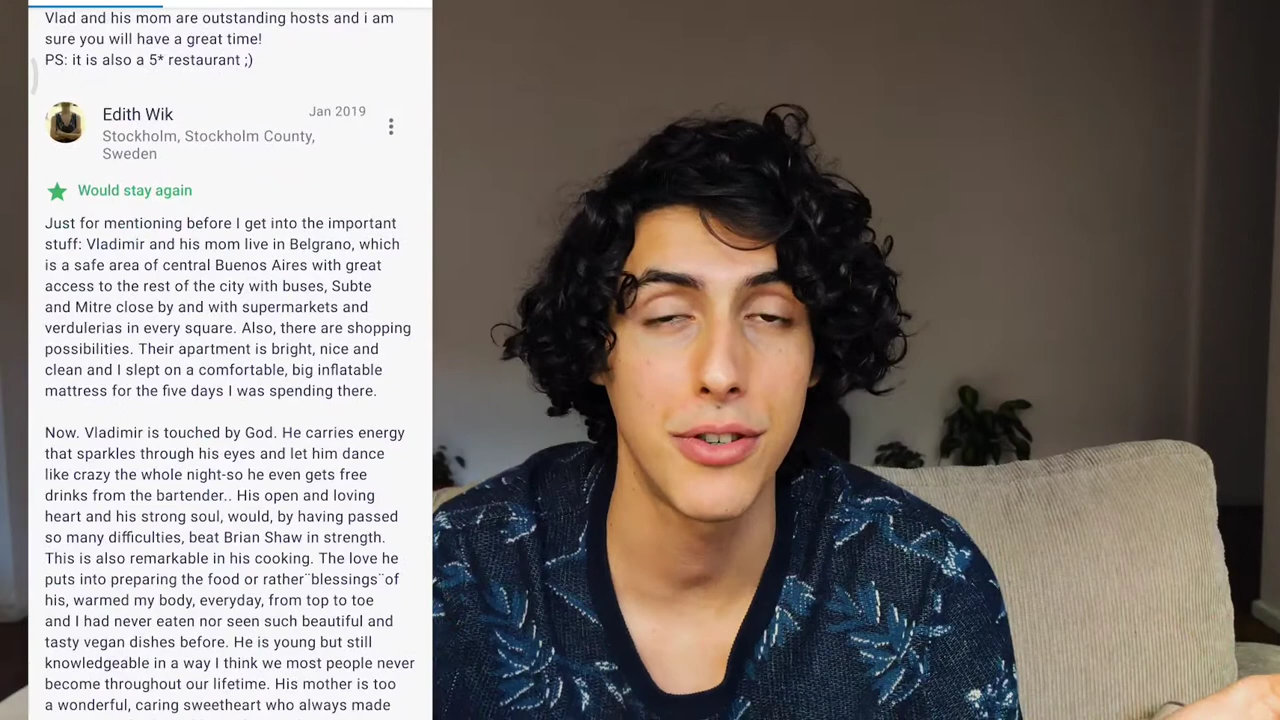 Vlad and his mom are outstanding hosts and i am
sure you will have a great time!
PS: it is also a 5* restaurant ;)
Edith Wik
Jan 2019
Stockholm, Stockholm County,
Sweden
Would stay again
Just for mentioning before I get into the important
stuff: Vladimir and his mom live in Belgrano, which
is a safe area of central Buenos Aires with great
access to the rest of the city with buses, Subte
and Mitre close by and with supermarkets and
verdulerias in every square. Also, there are shopping
possibilities. Their apartment is bright, nice and
clean and I slept on a comfortable, big inflatable
mattress for the five days I was spending there.
Now. Vladimir is touched by God. He carries energy
that sparkles through his eyes and let him dance
like crazy the whole night-so he even gets free
drinks from the bartender.. His open and loving
heart and his strong soul, would, by having passed
so many difficulties, beat Brian Shaw in strength.
This is also remarkable in his cooking. The love he
puts into preparing the food or rather¨blessings¨of
his, warmed my body, everyday, from top to toe
and I had never eaten nor seen such beautiful and
tasty vegan dishes before. He is young but still
knowledgeable in a way I think we most people never
become throughout our lifetime. His mother is too
a wonderful, caring sweetheart who always made